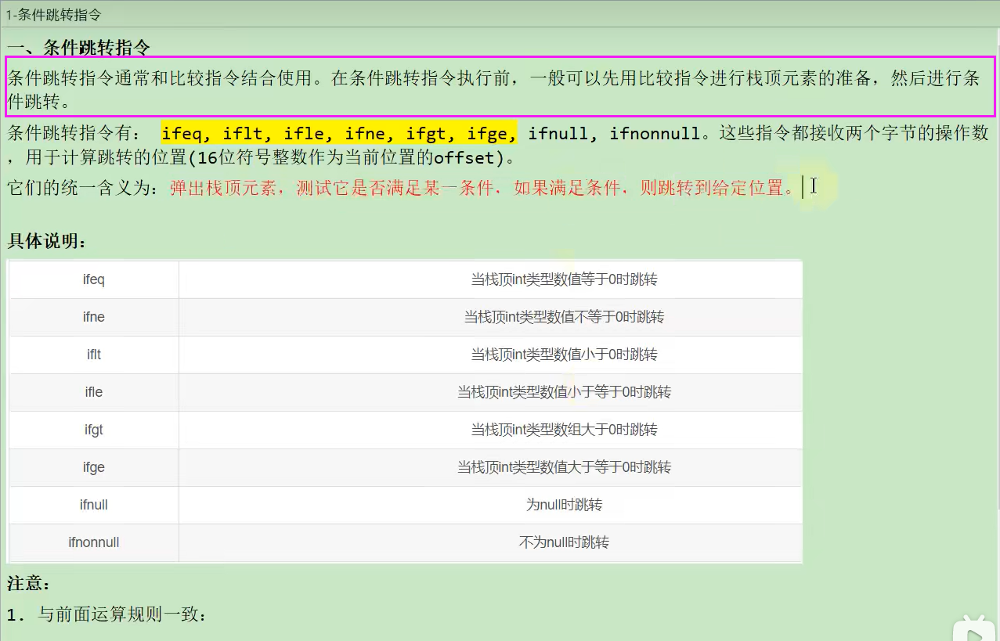 1-条件跳转指令
一、条件跳转指令
条件跳转指令通常和比较指令结合使用。在条件跳转指令执行前，一般可以先用比较指令进行栈顶元素的准备，然后进行条
件跳转。
条件跳转指令有： ifeq, iflt, ifle, ifne, ifgt, ifge, ifnull, ifnonnull。这些指令都接收两个字节的操作数
，用于计算跳转的位置(16位符号整数作为当前位置的offset)。
它们的统一含义为：弹出栈顶元素，测试它是否满足某一条件，如果满足条件，则跳转到给定位置。
具体说明：
ifeq 当栈顶int类型数值等于0时跳转
ifne 当栈顶int类型数值不等于0时跳转
iflt 当栈顶int类型数值小于0时跳转
ifle 当栈顶int类型数值小于等于0时跳转
ifgt 当栈顶int类型数组大于0时跳转
ifge 当栈顶int类型数值大于等于0时跳转
ifnull 为null时跳转
ifnonnull 不为null时跳转
注意：
1. 与前面运算规则一致：